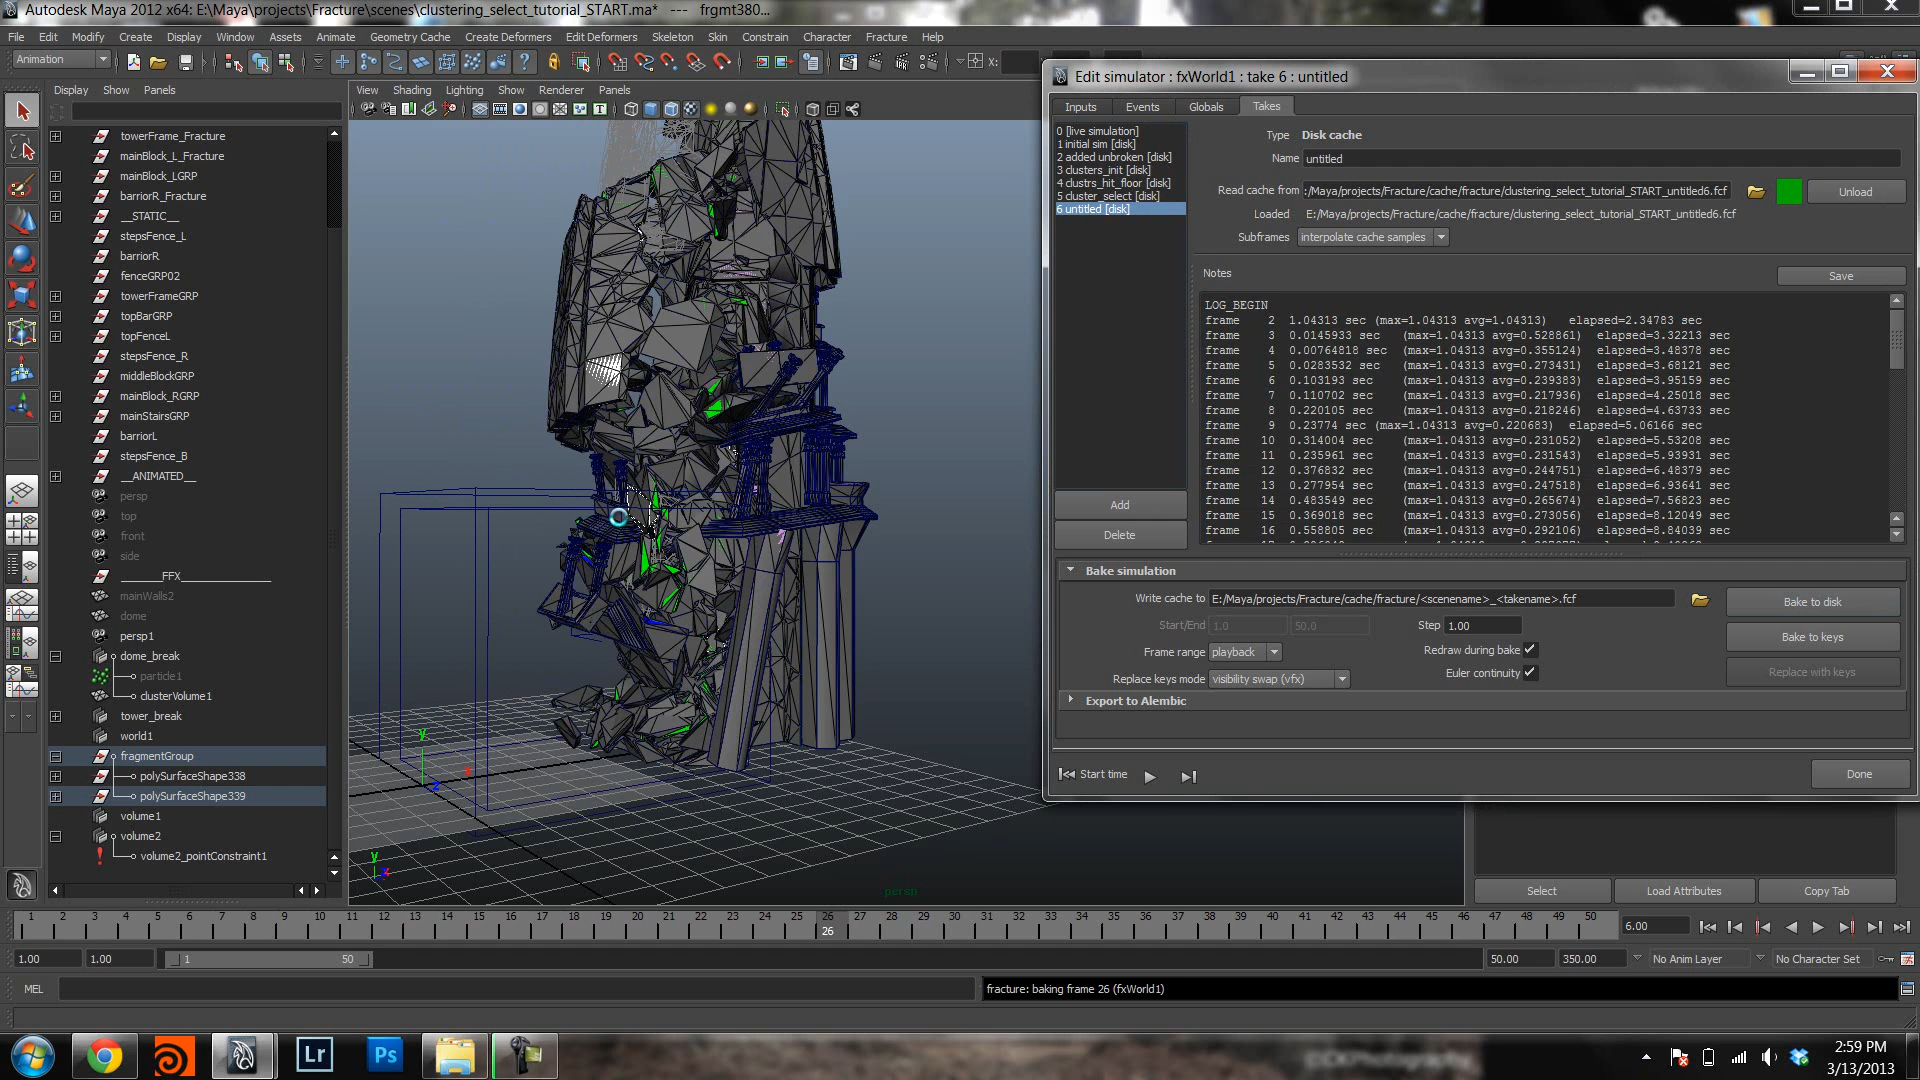 Autodesk Maya 2012 x64: E:\Maya\projects\Fracture\scenes\clustering_select_tutorial_START.ma* --- frgmt380...
File Edit Modify Create Display Window Assets Animate Geometry Cache Create Deformers Edit Deformers Skeleton Skin Constrain Character Fracture Help
Animation
X:
Display Show Panels
View Shading Lighting Show Renderer Panels
towerFrame_Fracture
mainBlock_L_Fracture
mainBlock_LGRP
barriorR_Fracture
__STATIC__
stepsFence_L
barriorR
fenceGRP02
towerFrameGRP
topBarGRP
topFenceL
stepsFence_R
middleBlockGRP
mainBlock_RGRP
mainStairsGRP
barriorL
stepsFence_B
__ANIMATED__
persp
top
front
side
_______FFX________________
mainWalls2
dome
persp1
dome_break
particle1
clusterVolume1
tower_break
world1
fragmentGroup
polySurfaceShape338
polySurfaceShape339
volume1
volume2
volume2_pointConstraint1
y
x
z
y
persp
Edit simulator : fxWorld1 : take 6 : untitled
Inputs Events Globals Takes
0 [live simulation]
1 initial sim [disk]
2 added unbroken [disk]
3 clusters_init [disk]
4 clustrs_hit_floor [disk]
5 cluster_select [disk]
6 untitled [disk]
Add
Delete
Type Disk cache
Name untitled
Read cache from :/Maya/projects/Fracture/cache/fracture/clustering_select_tutorial_START_untitled6.fcf Unload
Loaded E:/Maya/projects/Fracture/cache/fracture/clustering_select_tutorial_START_untitled6.fcf
Subframes interpolate cache samples
Notes Save
LOG_BEGIN
frame 2 1.04313 sec (max=1.04313 avg=1.04313) elapsed=2.34783 sec
frame 3 0.0145933 sec (max=1.04313 avg=0.528861) elapsed=3.32213 sec
frame 4 0.00764818 sec (max=1.04313 avg=0.355124) elapsed=3.48378 sec
frame 5 0.0283532 sec (max=1.04313 avg=0.273431) elapsed=3.68121 sec
frame 6 0.103193 sec (max=1.04313 avg=0.239383) elapsed=3.95159 sec
frame 7 0.110702 sec (max=1.04313 avg=0.217936) elapsed=4.25018 sec
frame 8 0.220105 sec (max=1.04313 avg=0.218246) elapsed=4.63733 sec
frame 9 0.23774 sec (max=1.04313 avg=0.220683) elapsed=5.06166 sec
frame 10 0.314004 sec (max=1.04313 avg=0.231052) elapsed=5.53208 sec
frame 11 0.235961 sec (max=1.04313 avg=0.231543) elapsed=5.93931 sec
frame 12 0.376832 sec (max=1.04313 avg=0.244751) elapsed=6.48379 sec
frame 13 0.277954 sec (max=1.04313 avg=0.247518) elapsed=6.93641 sec
frame 14 0.483549 sec (max=1.04313 avg=0.265674) elapsed=7.56823 sec
frame 15 0.369018 sec (max=1.04313 avg=0.273056) elapsed=8.12049 sec
frame 16 0.558805 sec (max=1.04313 avg=0.292106) elapsed=8.84039 sec
Bake simulation
Write cache to E:/Maya/projects/Fracture/cache/fracture/<scenename>_<takename>.fcf Bake to disk
Start/End 1.0 50.0 Step 1.00 Bake to keys
Frame range playback Redraw during bake
Euler continuity Replace with keys
Replace keys mode visibility swap (vfx)
Export to Alembic
Start time Done
Select Load Attributes Copy Tab
1 2 3 4 5 6 7 8 9 10 11 12 13 14 15 16 17 18 19 20 21 22 23 24 25 26 27 28 29 30 31 32 33 34 35 36 37 38 39 40 41 42 43 44 45 46 47 48 49 50
26
6.00
1.00 1.00 1 50 50.00 350.00 No Anim Layer No Character Set
MEL fracture: baking frame 26 (fxWorld1)
Lr Ps
2:59 PM
3/13/2013